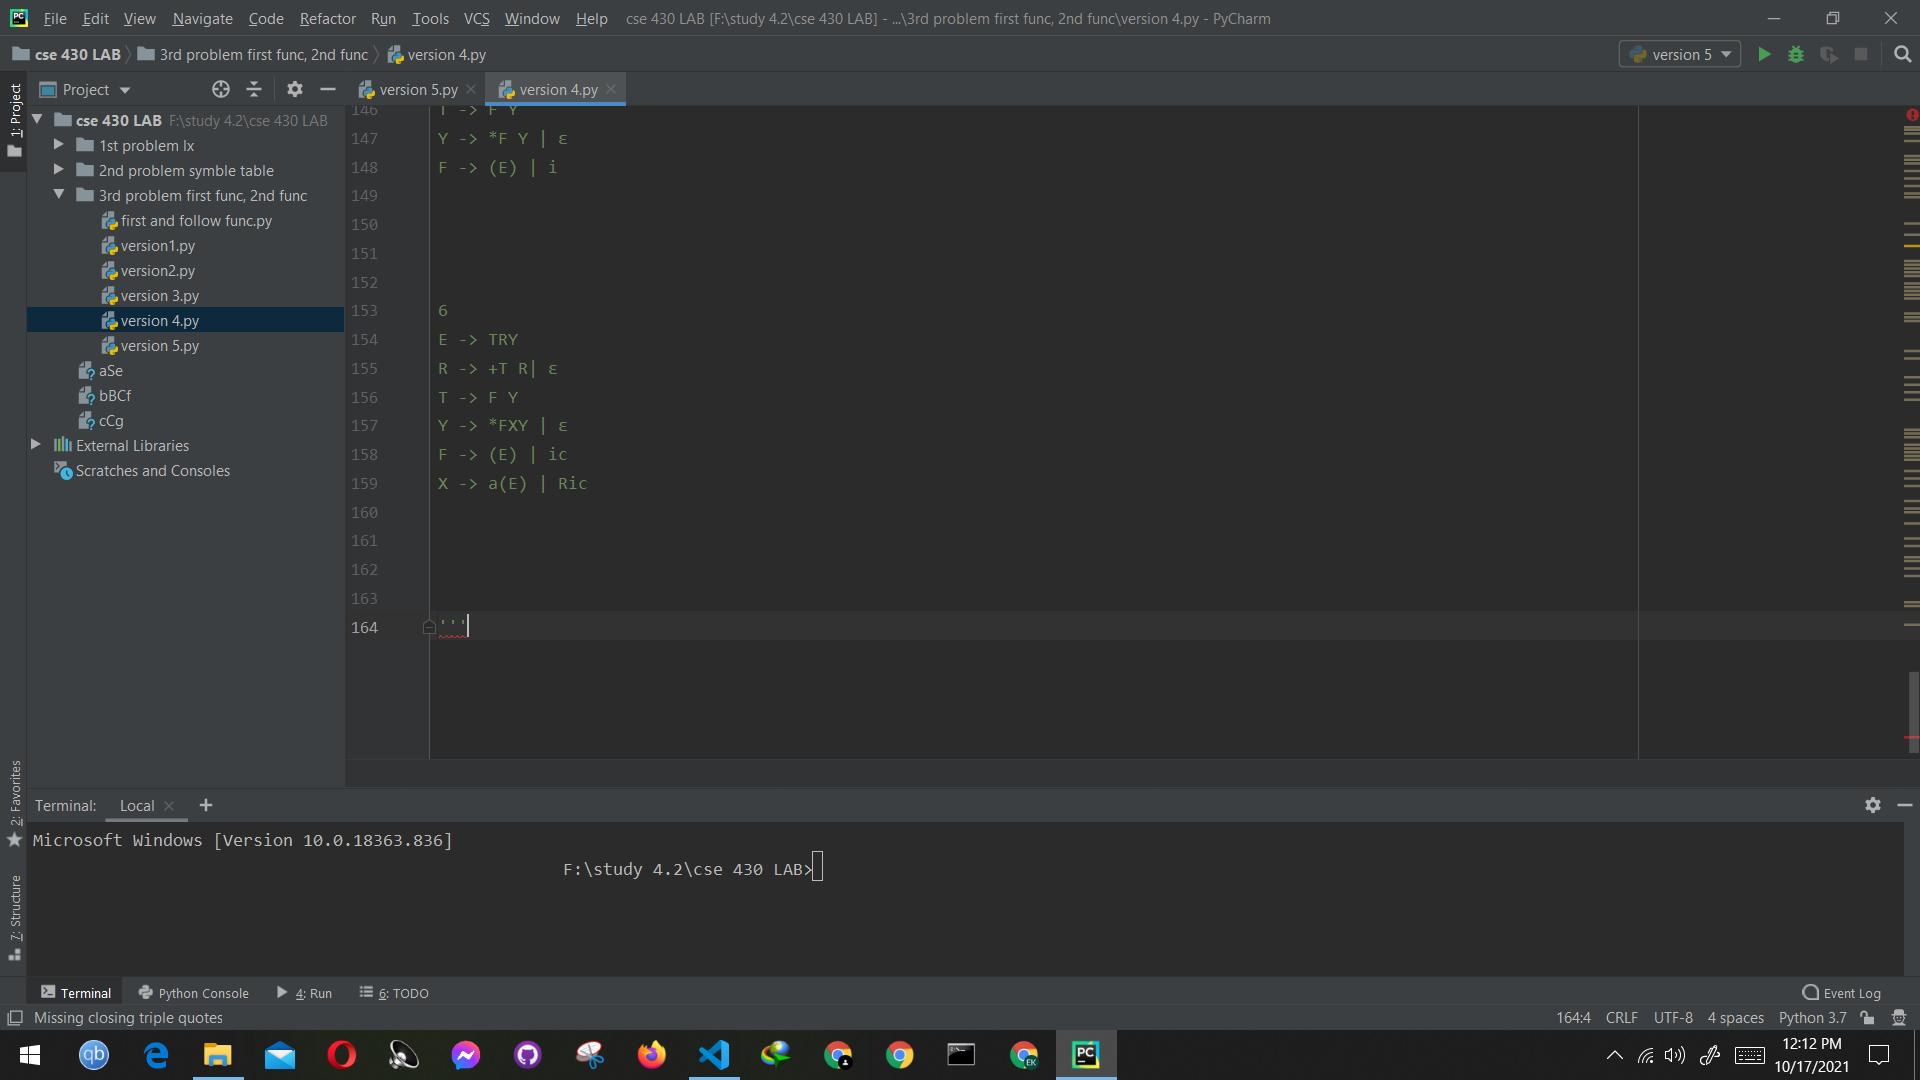 File Edit View Navigate Code Refactor Run Tools VCS Window Help cse 430 LAB [F:\study 4.2\cse 430 LAB] - ...\3rd problem first func, 2nd func\version 4.py - PyCharm
cse 430 LAB 3rd problem first func, 2nd func version 4.py version 5
Project
version 5.py version 4.py
1: Project
cse 430 LAB F:\study 4.2\cse 430 LAB
1st problem lx
2nd problem symble table
3rd problem first func, 2nd func
first and follow func.py
version1.py
version2.py
version 3.py
version 4.py
version 5.py
aSe
bBCf
cCg
External Libraries
Scratches and Consoles
146 T -> F Y
147 Y -> *F Y | ε
148 F -> (E) | i
149
150
151
152
153 6
154 E -> TRY
155 R -> +T R| ε
156 T -> F Y
157 Y -> *FXY | ε
158 F -> (E) | ic
159 X -> a(E) | Ric
160
161
162
163
164 '''
2: Favorites
7: Structure
Terminal: Local
Microsoft Windows [Version 10.0.18363.836]
F:\study 4.2\cse 430 LAB>
Terminal Python Console 4: Run 6: TODO Event Log
Missing closing triple quotes 164:4 CRLF UTF-8 4 spaces Python 3.7
qb EK PC 12:12 PM
10/17/2021